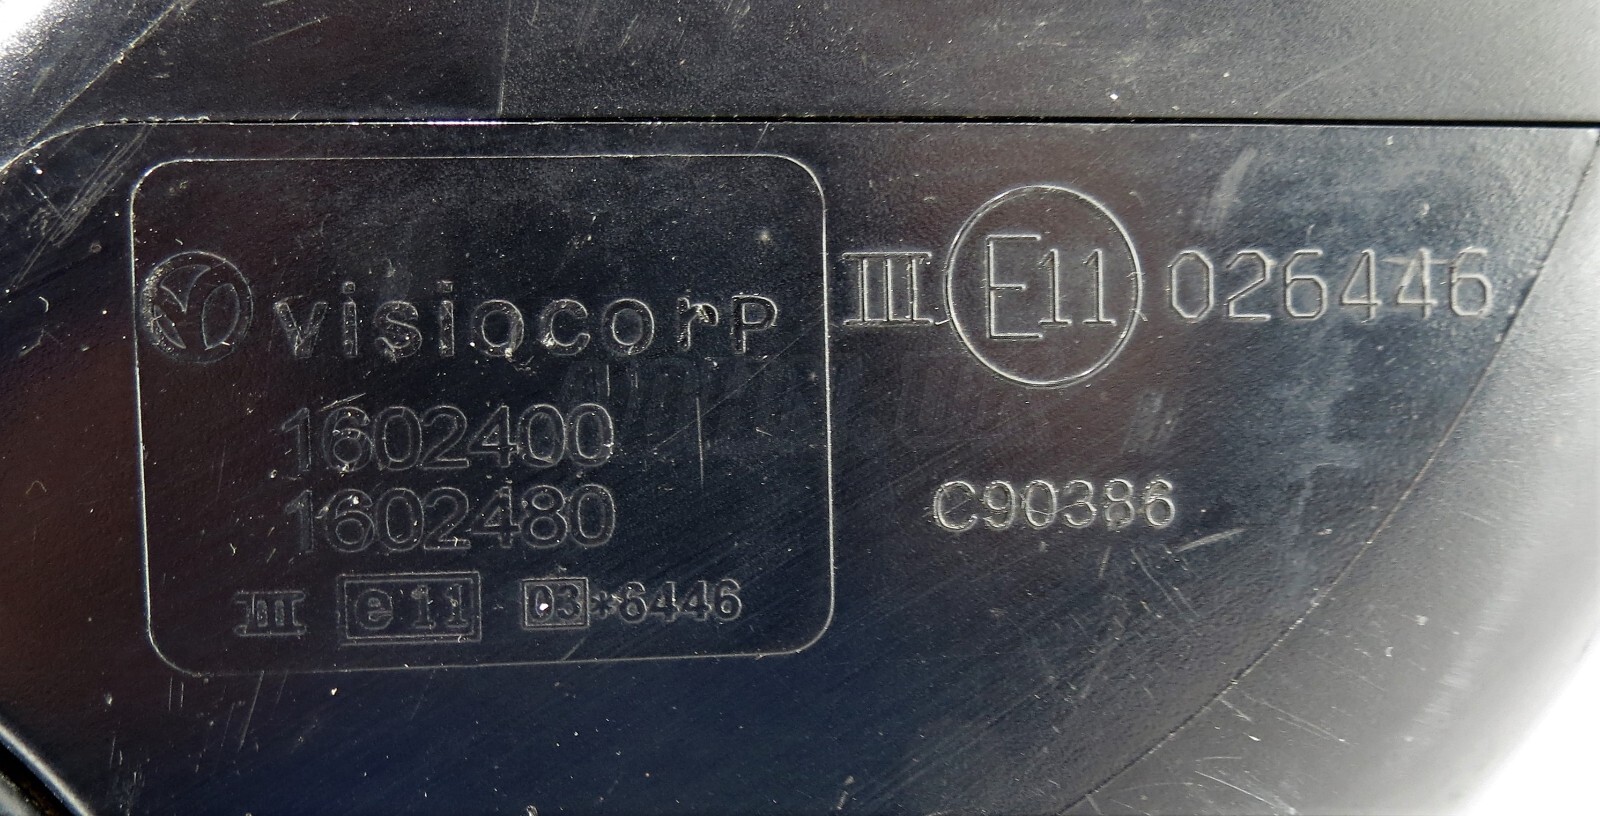 visiocorp
1602400
1602480
III e11 03*6446
III E11 026446
C90386